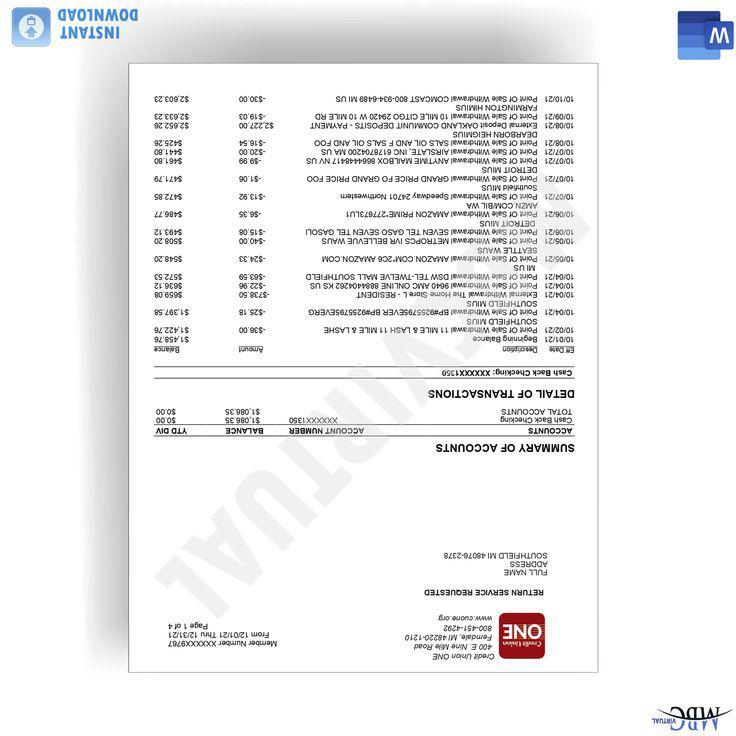 MBC
VIRTUAL
Credit Union
ONE
Credit Union ONE
400 E. Nine Mile Road
Ferndale, MI 48220-1210
800-451-4292
www.cuone.org
Member Number XXXXXX9767
From 12/01/21 Thru 12/31/21
Page 1 of 4
RETURN SERVICE REQUESTED
FULL NAME
ADDRESS
SOUTHFIELD MI 48076-2378
SUMMARY OF ACCOUNTS
ACCOUNTS ACCOUNT NUMBER BALANCE YTD DIV
Cash Back Checking XXXXXX1350 $1,086.35 $0.00
TOTAL ACCOUNTS $1,086.35 $0.00
DETAIL OF TRANSACTIONS
Cash Back Checking: XXXXXX1350
Eff Date Description Amount Balance
10/01/21 Beginning Balance $1,458.76
10/02/21 Point Of Sale Withdrawal 11 MILE & LASH 11 MILE & LASHE -$36.00 $1,422.76
SOUTHFIELD MIUS
10/04/21 Point Of Sale Withdrawal BP#9255795EVER BP#9255795EVERG -$25.18 $1,397.58
SOUTHFIELD MIUS
10/04/21 External Withdrawal The Home Store L - RESIDENT -$738.50 $659.08
10/04/21 Point Of Sale Withdrawal 9640 AMC ONLINE 8884404262 KS US -$22.96 $636.12
10/04/21 Point Of Sale Withdrawal DSW TEL-TWELVE MALL SOUTHFIELD -$63.59 $572.53
MI US
10/05/21 Point Of Sale Withdrawal AMAZON.COM*2C6 AMAZON.COM -$24.33 $548.20
SEATTLE WAUS
10/05/21 Point Of Sale Withdrawal METROPCS IVR BELLEVUE WAUS -$40.00 $508.20
10/06/21 Point Of Sale Withdrawal SEVEN TEL GASO SEVEN TEL GASOLI -$15.08 $493.12
DETROIT MIUS
10/06/21 Point Of Sale Withdrawal AMAZON PRIME*277673LU1 -$6.35 $486.77
AMZN.COM/BIL WA
10/07/21 Point Of Sale Withdrawal Speedway 24701 Northwestern -$13.92 $472.85
Southfield MIUS
10/07/21 Point Of Sale Withdrawal GRAND PRICE FO GRAND PRICE FOO -$1.06 $471.79
DETROIT MIUS
10/07/21 Point Of Sale Withdrawal ANYTIME MAILBOX 8664448417 NV US -$9.99 $461.80
10/07/21 Point Of Sale Withdrawal AIRSLATE, INC 6178704200 MA US -$20.00 $441.80
10/08/21 Point Of Sale Withdrawal SALS OIL AND F SALS OIL AND FOO -$16.54 $425.26
DEARBORN HEIGMIUS
10/08/21 External Deposit OAKLAND COMMUNIT DEPOSITS - PAYMENT $2,227.00 $2,652.26
10/09/21 Point Of Sale Withdrawal 10 MILE CITGO 29420 W 10 MILE RD -$19.03 $2,633.23
FARMINGTON HIMIUS
10/10/21 Point Of Sale Withdrawal COMCAST 800-934-6489 MI US -$30.00 $2,603.23
W
INSTANT
DOWNLOAD